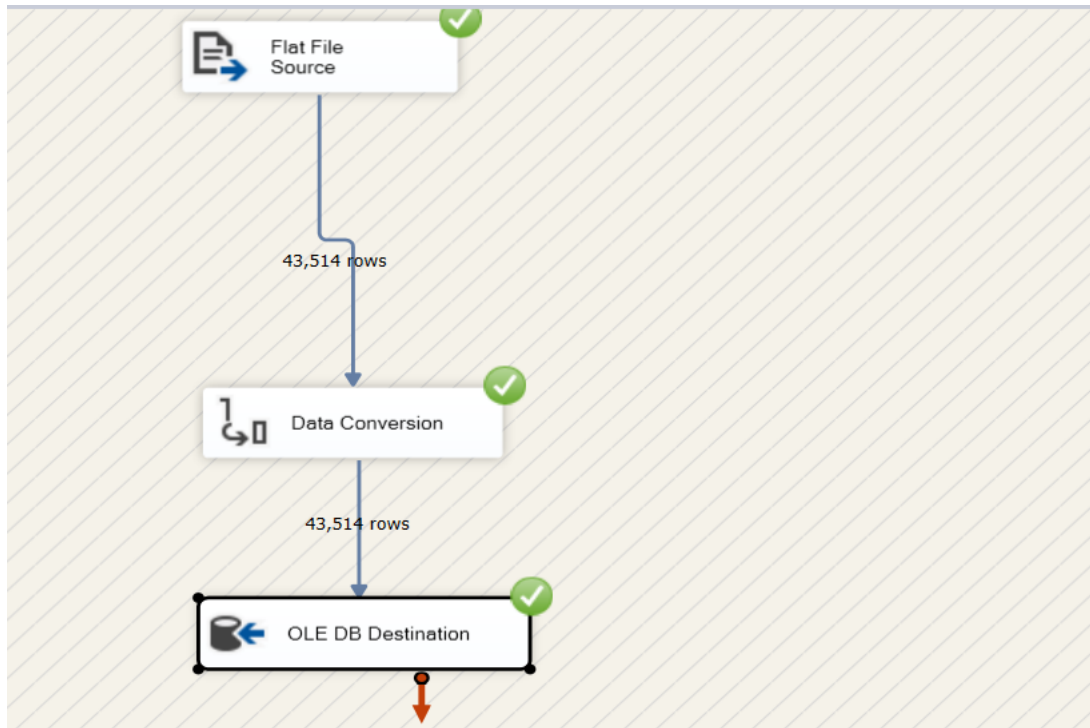 Flat File
Source
43,514 rows
Data Conversion
43,514 rows
OLE DB Destination